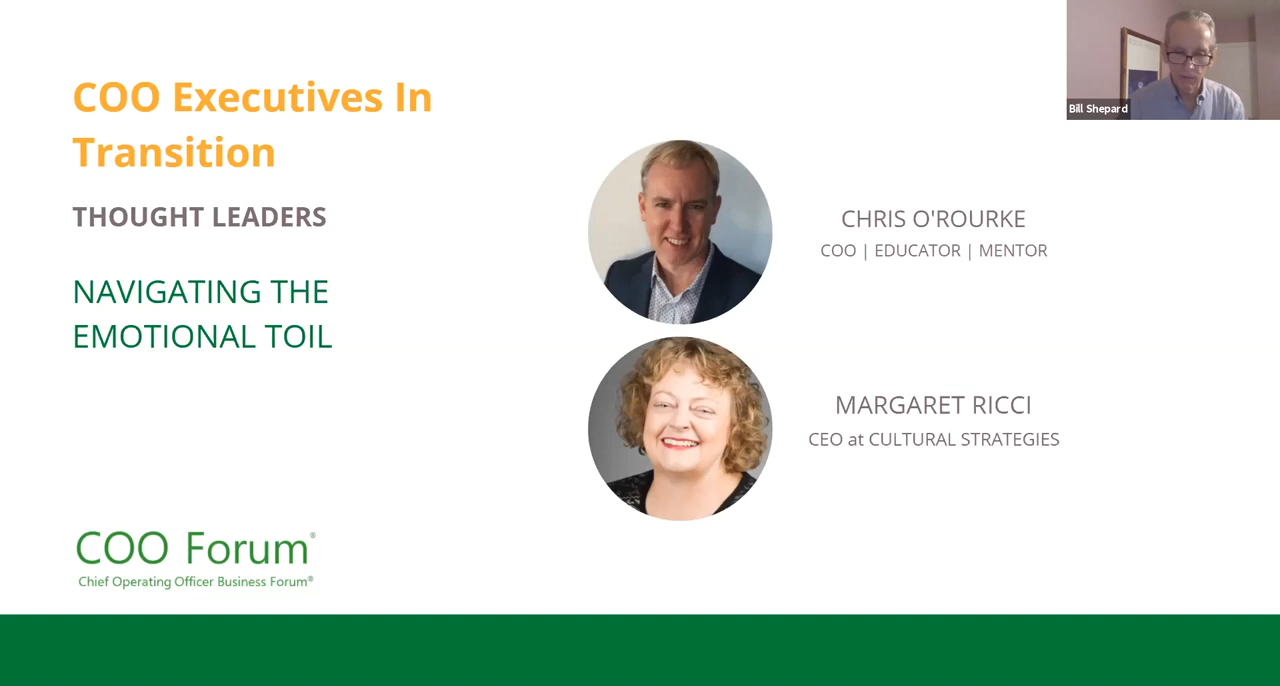 COO Executives In
Transition
THOUGHT LEADERS
NAVIGATING THE
EMOTIONAL TOIL
COO Forum®
Chief Operating Officer Business Forum®
CHRIS O'ROURKE
COO | EDUCATOR | MENTOR
MARGARET RICCI
CEO at CULTURAL STRATEGIES
Bill Shepard